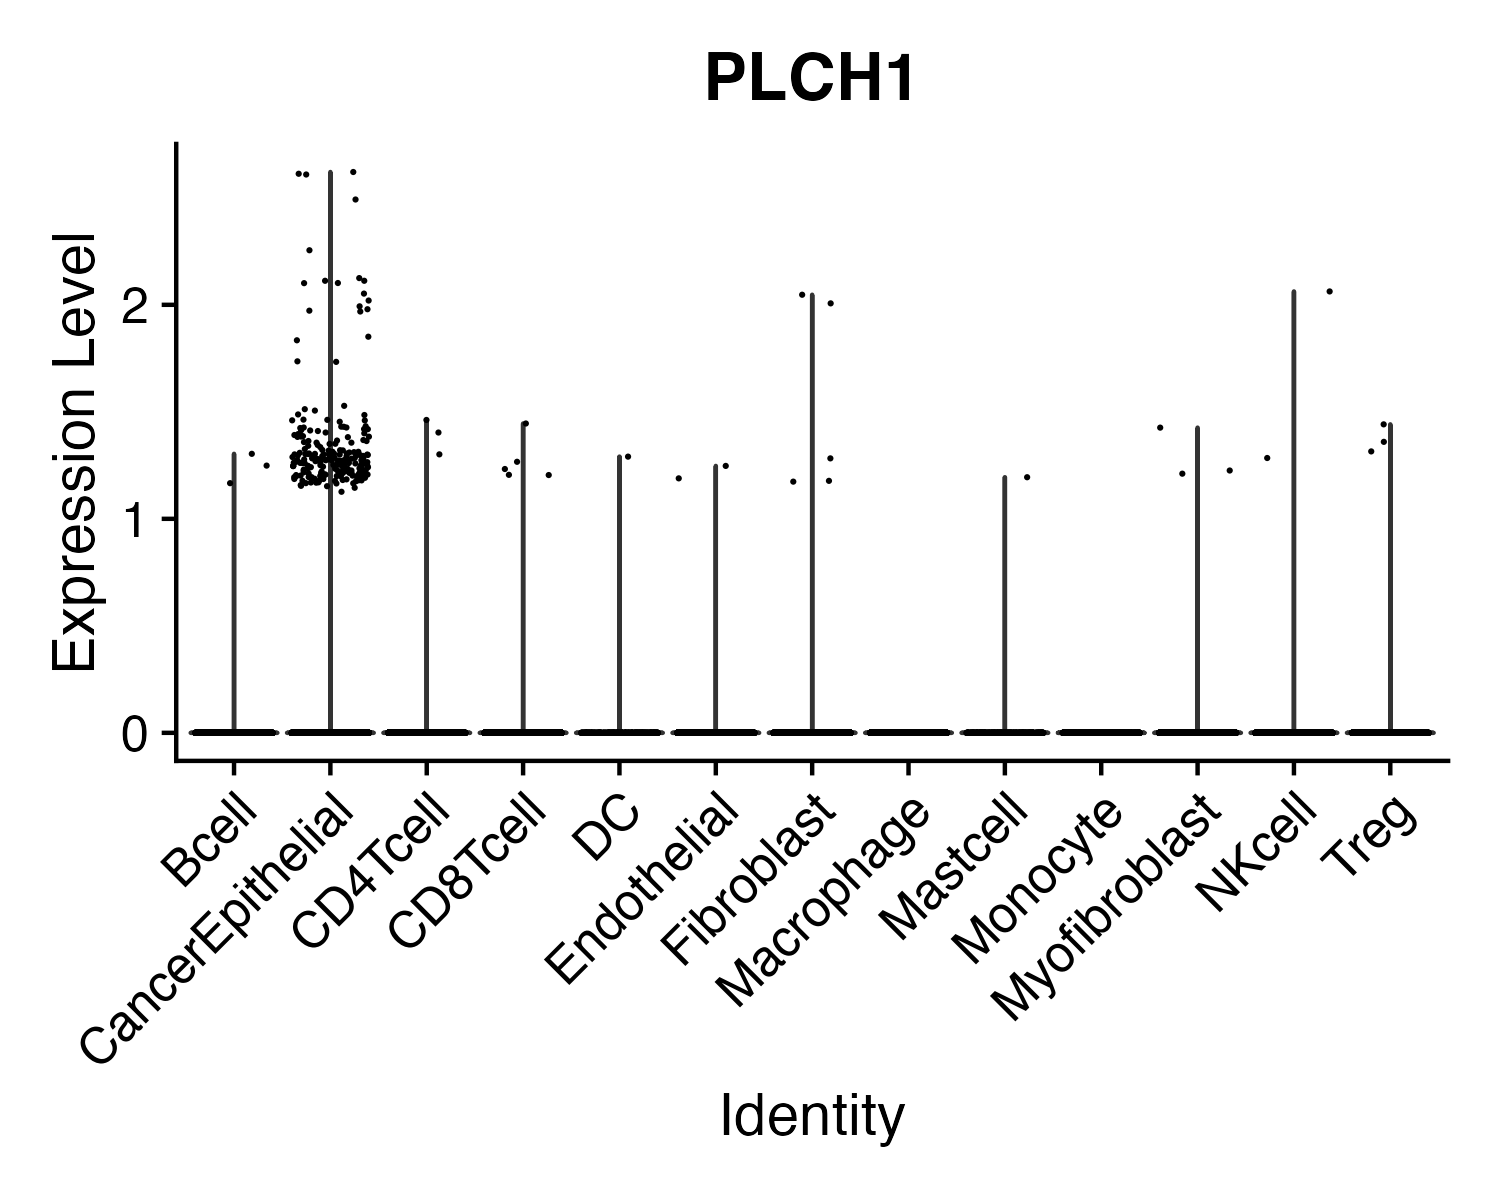 PLCH1
Expression Level
2
1
0
Bcell
CancerEpithelial
CD4Tcell
CD8Tcell
DC
Endothelial
Fibroblast
Macrophage
Mastcell
Monocyte
Myofibroblast
NKcell
Treg
Identity